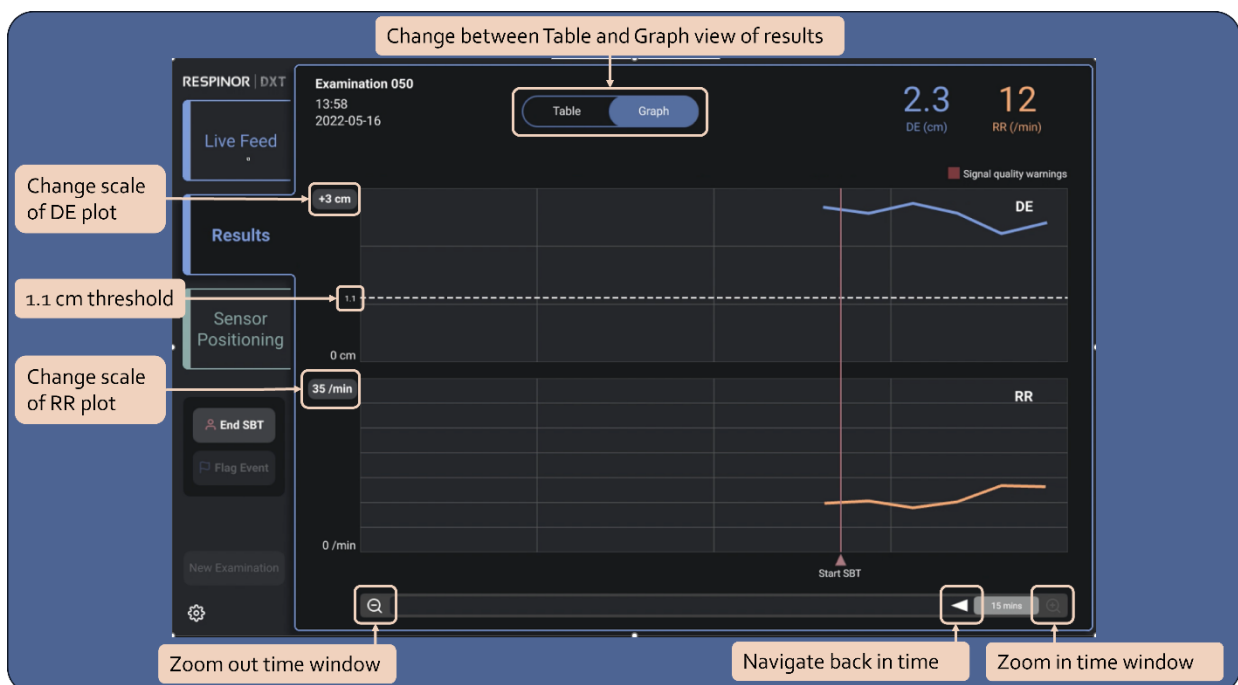 Change between Table and Graph view of results
RESPINOR | DXT
Examination 050
13:58
2022-05-16
Table
Graph
2.3
DE (cm)
12
RR (/min)
Live Feed
Signal quality warnings
Change scale
of DE plot
+3 cm
DE
Results
1.1 cm threshold
1.1
Sensor
Positioning
0 cm
Change scale
of RR plot
35 /min
RR
End SBT
Flag Event
0 /min
New Examination
Start SBT
15 mins
Zoom out time window
Navigate back in time
Zoom in time window